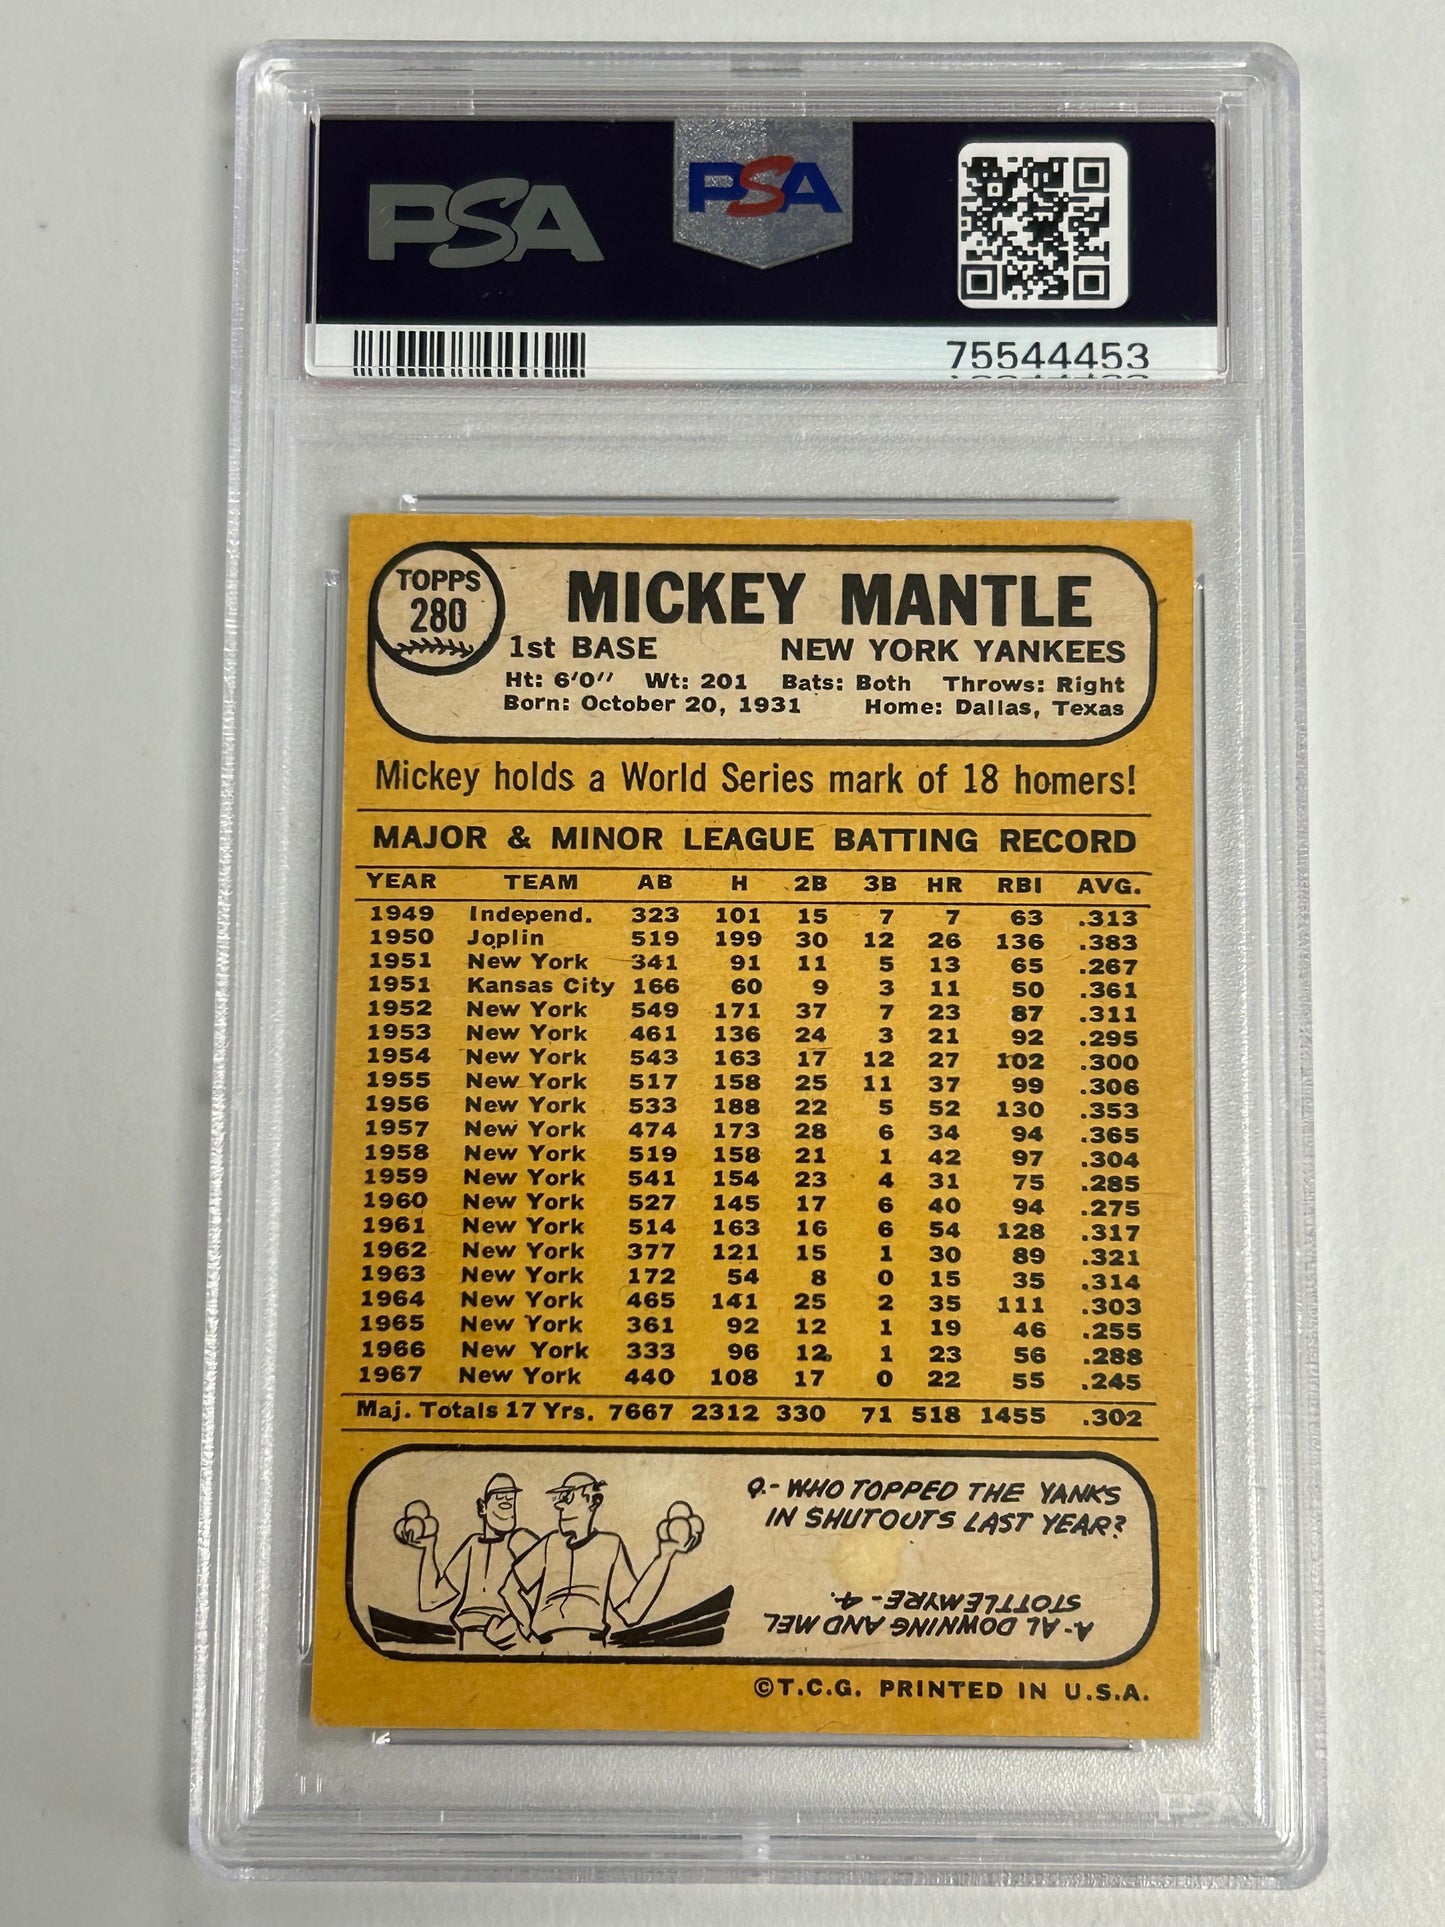 PSA
PSA
75544453
TOPPS
280
MICKEY MANTLE
1st BASE NEW YORK YANKEES
Ht: 6'0" Wt: 201 Bats: Both Throws: Right
Born: October 20, 1931 Home: Dallas, Texas
Mickey holds a World Series mark of 18 homers!
MAJOR & MINOR LEAGUE BATTING RECORD
YEAR TEAM AB H 2B 3B HR RBI AVG.
1949 Independ. 323 101 15 7 7 63 .313
1950 Joplin 519 199 30 12 26 136 .383
1951 New York 341 91 11 5 13 65 .267
1951 Kansas City 166 60 9 3 11 50 .361
1952 New York 549 171 37 7 23 87 .311
1953 New York 461 136 24 3 21 92 .295
1954 New York 543 163 17 12 27 102 .300
1955 New York 517 158 25 11 37 99 .306
1956 New York 533 188 22 5 52 130 .353
1957 New York 474 173 28 6 34 94 .365
1958 New York 519 158 21 1 42 97 .304
1959 New York 541 154 23 4 31 75 .285
1960 New York 527 145 17 6 40 94 .275
1961 New York 514 163 16 6 54 128 .317
1962 New York 377 121 15 1 30 89 .321
1963 New York 172 54 8 0 15 35 .314
1964 New York 465 141 25 2 35 111 .303
1965 New York 361 92 12 1 19 46 .255
1966 New York 333 96 12 1 23 56 .288
1967 New York 440 108 17 0 22 55 .245
Maj. Totals 17 Yrs. 7667 2312 330 71 518 1455 .302
Q.- WHO TOPPED THE YANKS
IN SHUTOUTS LAST YEAR?
A.- AL DOWNING AND MEL
STOTTLEMYRE - 4.
©T.C.G. PRINTED IN U.S.A.
PSA